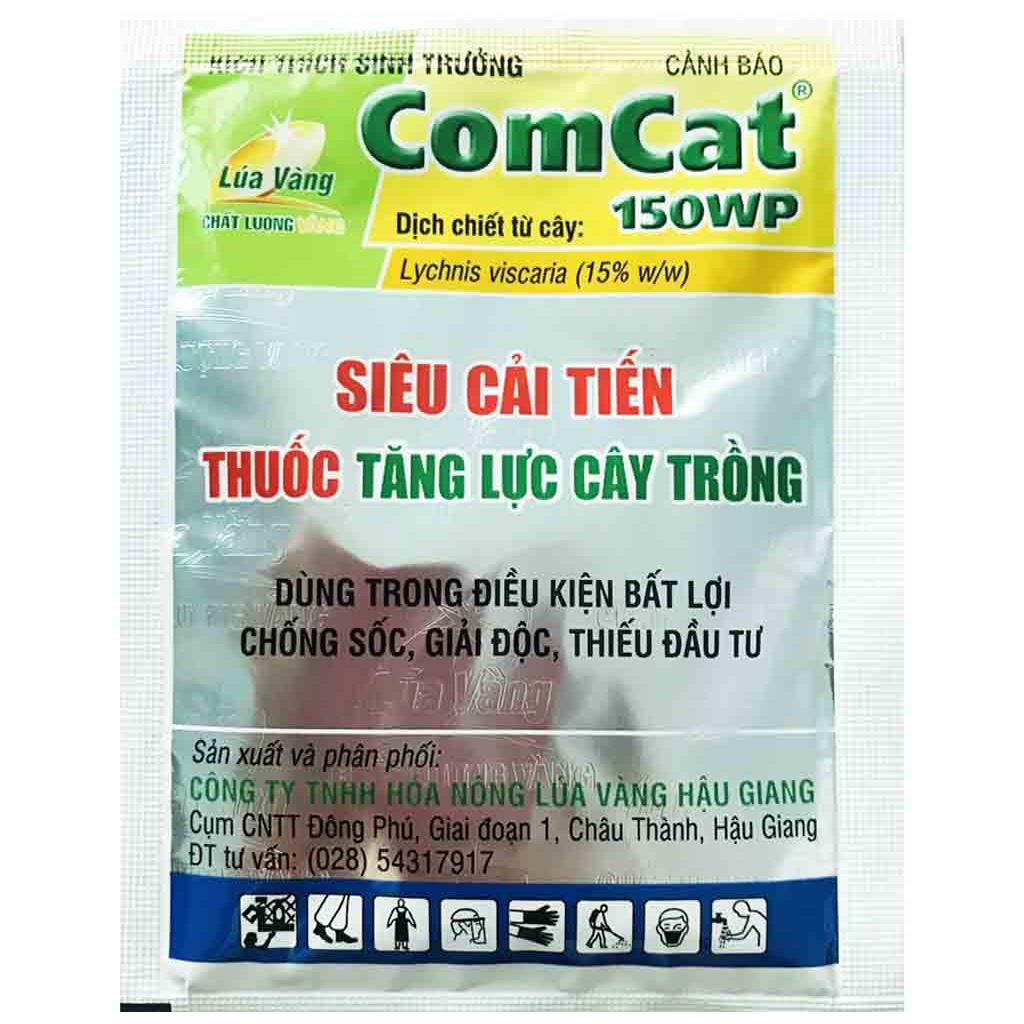 KÍCH THÍCH SINH TRƯỞNG
CẢNH BÁO
ComCat®
150WP
Lúa Vàng
CHẤT LƯỢNG VÀNG
Dịch chiết từ cây:
Lychnis viscaria (15% w/w)
SIÊU CẢI TIẾN
THUỐC TĂNG LỰC CÂY TRỒNG
DÙNG TRONG ĐIỀU KIỆN BẤT LỢI
CHỐNG SỐC, GIẢI ĐỘC, THIẾU ĐẦU TƯ
Lúa Vàng
Sản xuất và phân phối:
CÔNG TY TNHH HÓA NÔNG LÚA VÀNG HẬU GIANG
Cụm CNTT Đông Phú, Giai đoạn 1, Châu Thành, Hậu Giang
ĐT tư vấn: (028) 54317917